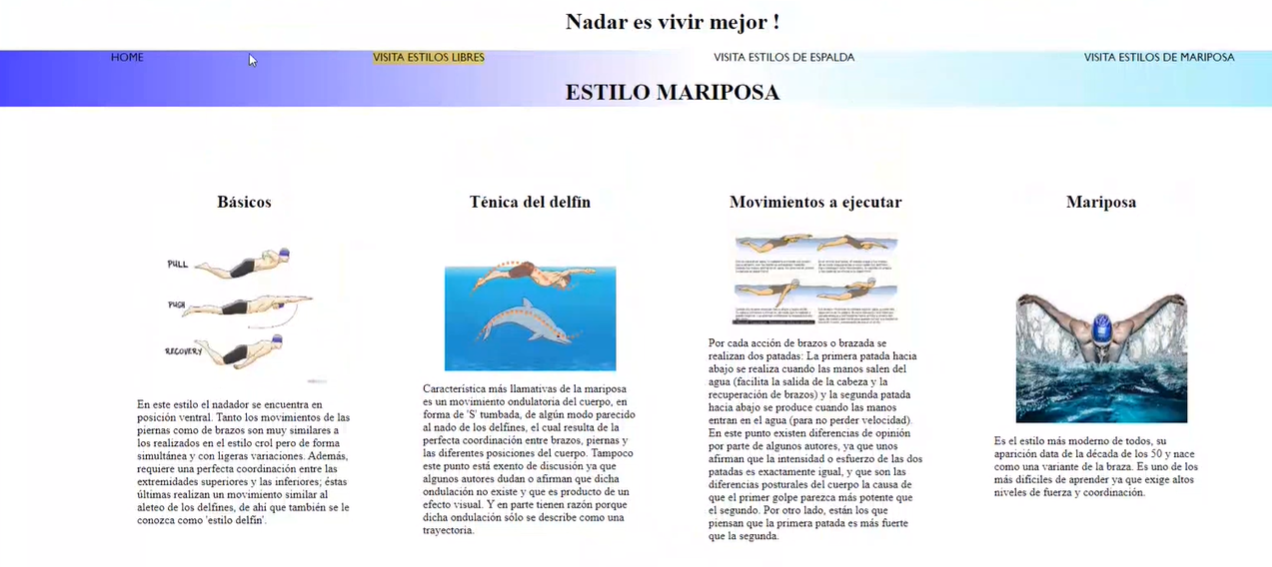 Nadar es vivir mejor !
HOME
VISITA ESTILOS LIBRES
VISITA ESTILOS DE ESPALDA
VISITA ESTILOS DE MARIPOSA
ESTILO MARIPOSA
Básicos
PULL
PUSH
RECOVERY
En este estilo el nadador se encuentra en
posición ventral. Tanto los movimientos de las
piernas como de brazos son muy similares a
los realizados en el estilo crol pero de forma
simultánea y con ligeras variaciones. Además,
requiere una perfecta coordinación entre las
extremidades superiores y las inferiores; éstas
últimas realizan un movimiento similar al
aleteo de los delfines, de ahí que también se le
conozca como 'estilo delfín'.
Ténica del delfín
Característica más llamativas de la mariposa
es un movimiento ondulatoria del cuerpo, en
forma de 'S' tumbada, de algún modo parecido
al nado de los delfines, el cual resulta de la
perfecta coordinación entre brazos, piernas y
las diferentes posiciones del cuerpo. Tampoco
este punto está exento de discusión ya que
algunos autores dudan o afirman que dicha
ondulación no existe y que es producto de un
efecto visual. Y en parte tienen razón porque
dicha ondulación sólo se describe como una
trayectoria.
Movimientos a ejecutar
Por cada acción de brazos o brazada se
realizan dos patadas: La primera patada hacia
abajo se realiza cuando las manos salen del
agua (facilita la salida de la cabeza y la
recuperación de brazos) y la segunda patada
hacia abajo se produce cuando las manos
entran en el agua (para no perder velocidad).
En este punto existen diferencias de opinión
por parte de algunos autores, ya que unos
afirman que la intensidad o esfuerzo de las dos
patadas es exactamente igual, y que son las
diferencias posturales del cuerpo la causa de
que el primer golpe parezca más potente que
el segundo. Por otro lado, están los que
piensan que la primera patada es más fuerte
que la segunda.
Mariposa
Es el estilo más moderno de todos, su
aparición data de la década de los 50 y nace
como una variante de la braza. Es uno de los
más difíciles de aprender ya que exige altos
niveles de fuerza y coordinación.